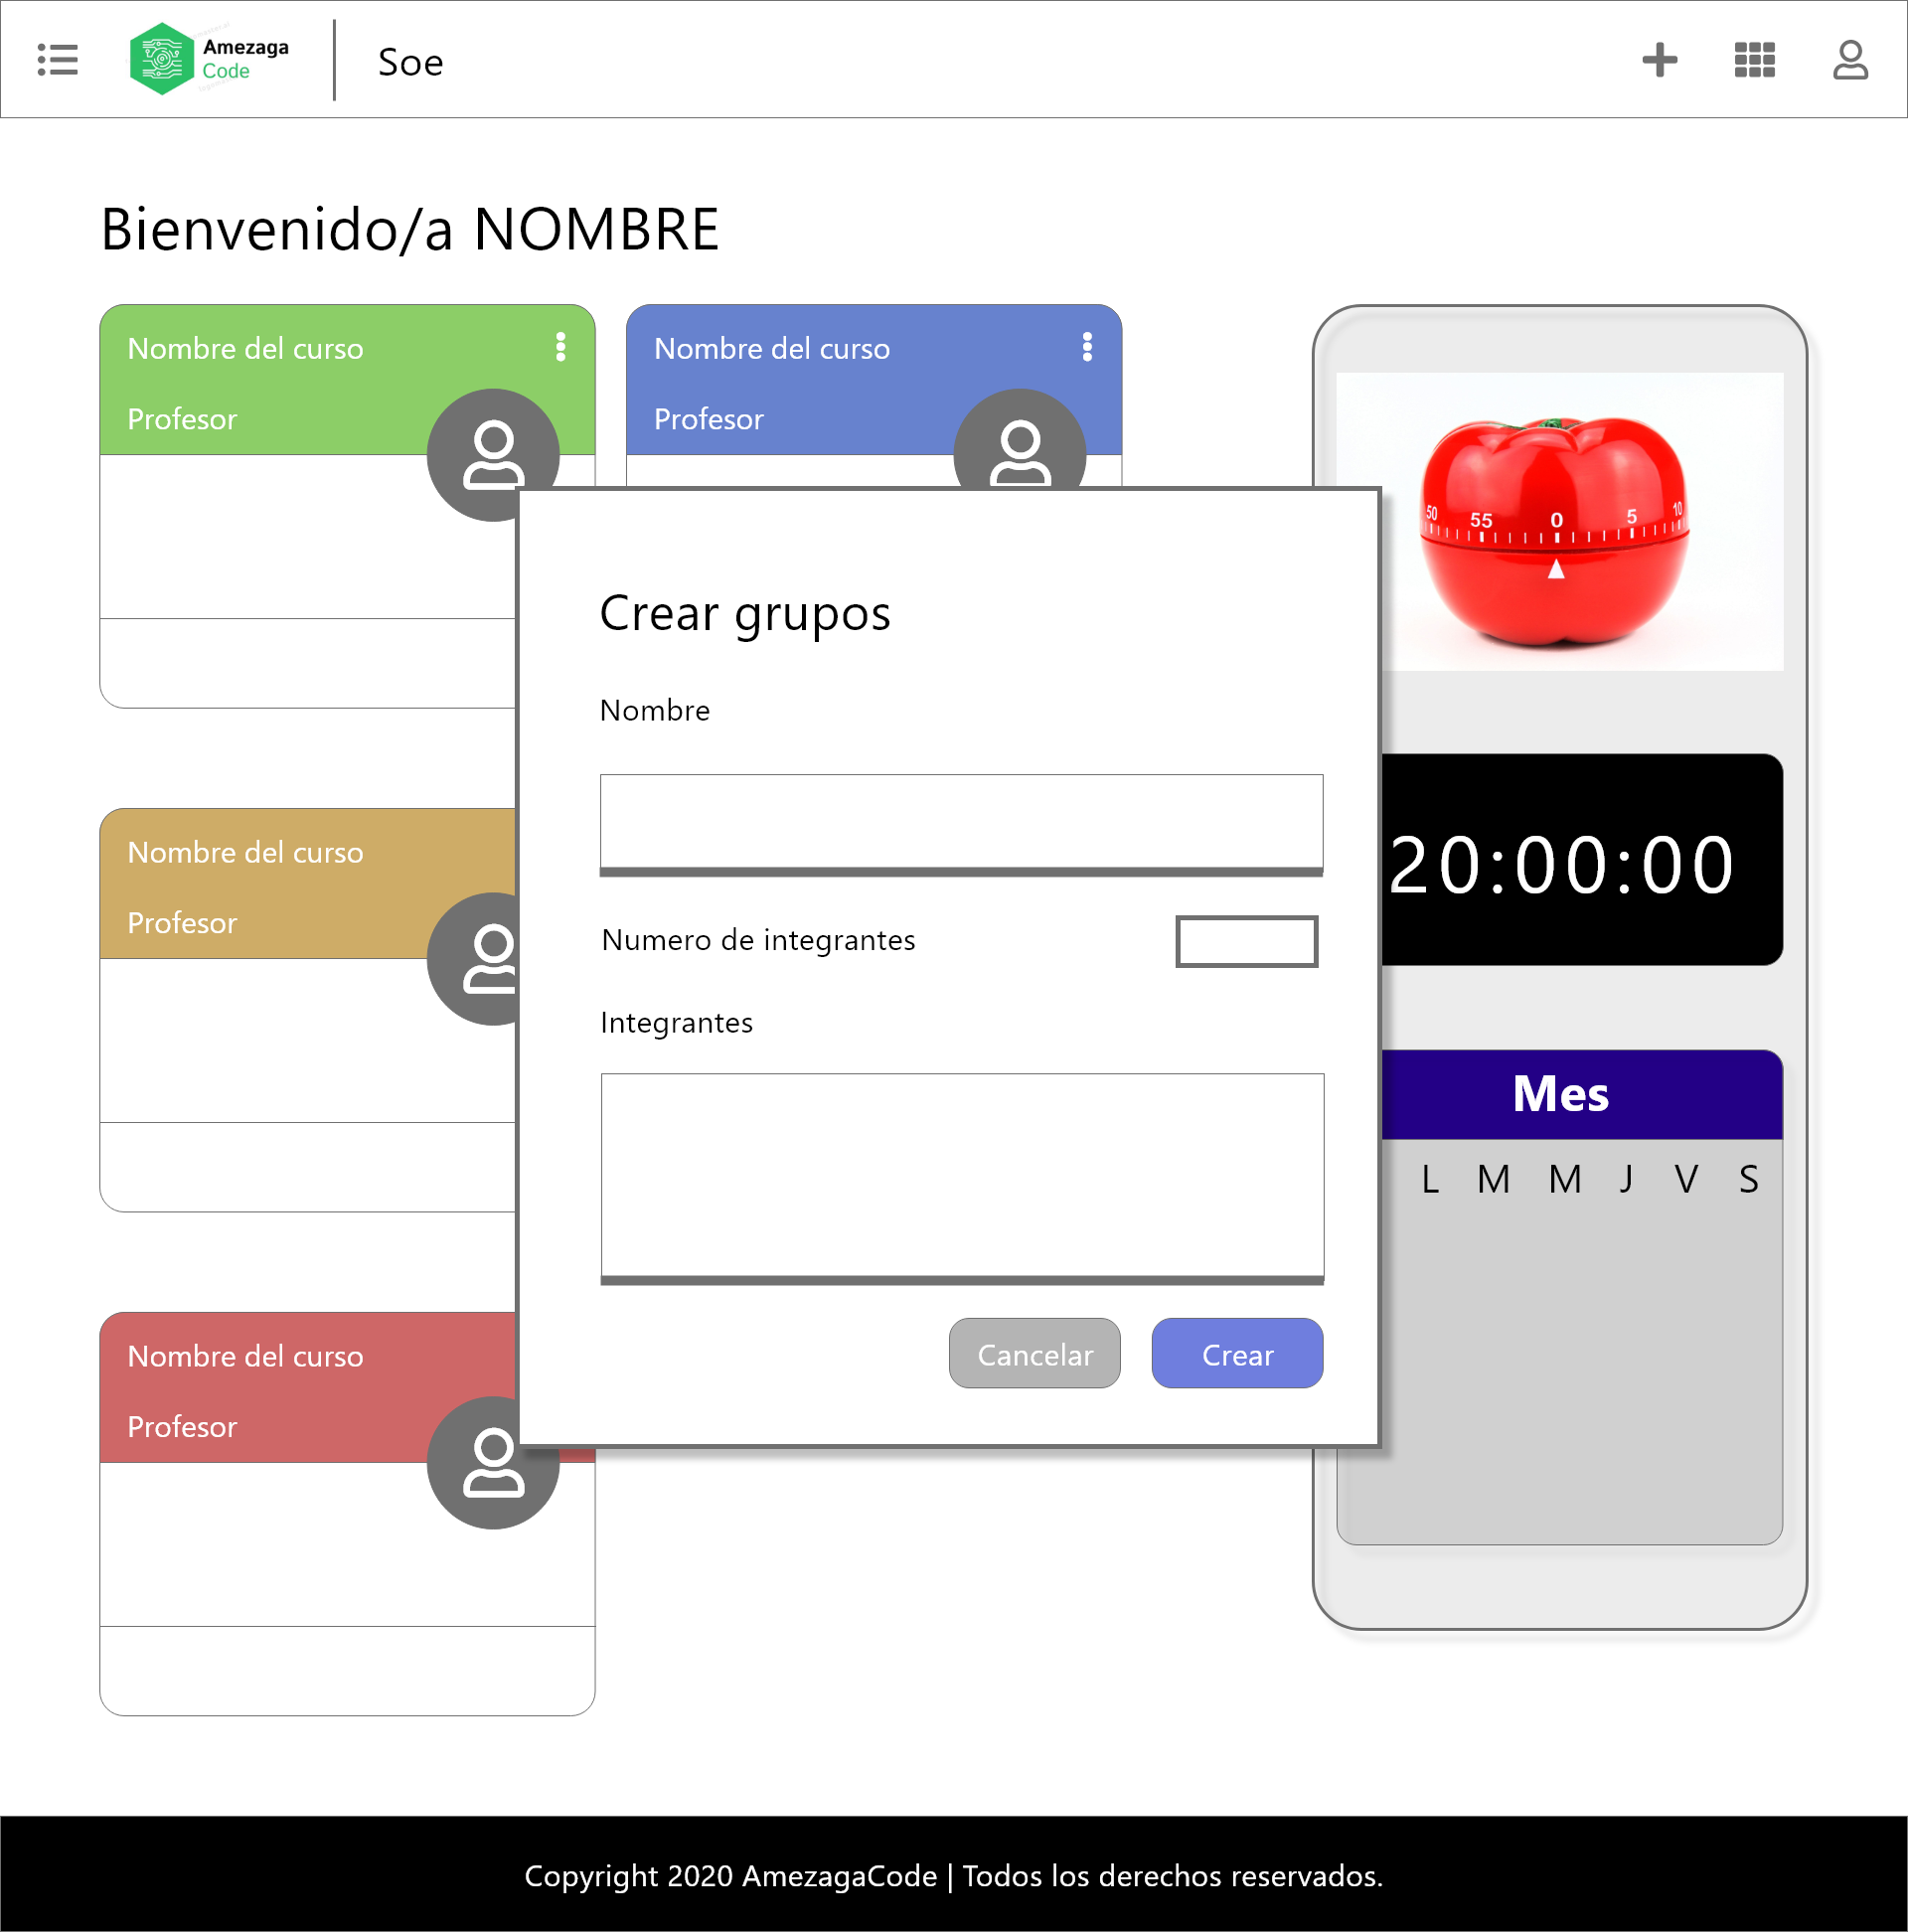 Amezaga
Code
Soe
Bienvenido/a NOMBRE
Nombre del curso
Profesor
Nombre del curso
Profesor
50 55 0 5 10
Crear grupos
Nombre
Numero de integrantes
Integrantes
Cancelar
Crear
Nombre del curso
Profesor
Nombre del curso
Profesor
20:00:00
Mes
L M M J V S
Copyright 2020 AmezagaCode | Todos los derechos reservados.